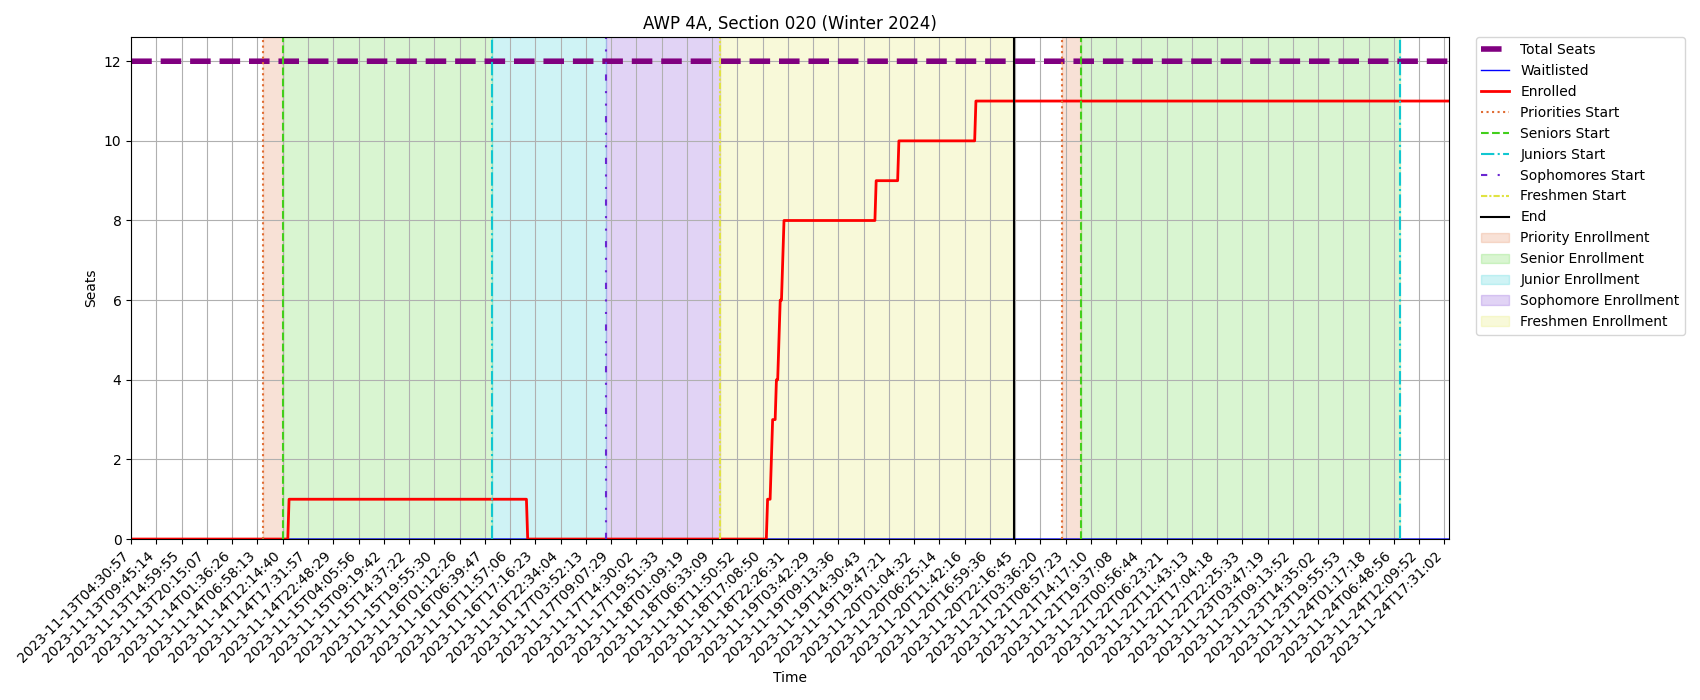 AWP 4A, Section 020 (Winter 2024)
Total Seats
Waitlisted
Enrolled
Priorities Start
Seniors Start
Juniors Start
Sophomores Start
Freshmen Start
End
Priority Enrollment
Senior Enrollment
Junior Enrollment
Sophomore Enrollment
Freshmen Enrollment
Seats
12
10
8
6
4
2
0
2023-11-13T04:30:57
2023-11-13T09:45:14
2023-11-13T14:59:55
2023-11-13T20:15:07
2023-11-14T01:36:26
2023-11-14T06:58:13
2023-11-14T12:14:40
2023-11-14T17:31:57
2023-11-14T22:48:29
2023-11-15T04:05:56
2023-11-15T09:19:42
2023-11-15T14:37:22
2023-11-15T19:55:30
2023-11-16T01:12:26
2023-11-16T06:39:47
2023-11-16T11:57:06
2023-11-16T17:16:23
2023-11-16T22:34:04
2023-11-17T03:52:13
2023-11-17T09:07:29
2023-11-17T14:30:02
2023-11-17T19:51:33
2023-11-18T01:09:19
2023-11-18T06:33:09
2023-11-18T11:50:52
2023-11-18T17:08:50
2023-11-18T22:26:31
2023-11-19T03:42:29
2023-11-19T09:13:36
2023-11-19T14:30:43
2023-11-19T19:47:21
2023-11-20T01:04:32
2023-11-20T06:25:14
2023-11-20T11:42:16
2023-11-20T16:59:36
2023-11-20T22:16:45
2023-11-21T03:36:20
2023-11-21T08:57:23
2023-11-21T14:17:10
2023-11-21T19:37:08
2023-11-22T00:56:44
2023-11-22T06:23:21
2023-11-22T11:43:13
2023-11-22T17:04:18
2023-11-22T22:25:33
2023-11-23T03:47:19
2023-11-23T09:13:52
2023-11-23T14:35:02
2023-11-23T19:55:53
2023-11-24T01:17:18
2023-11-24T06:48:56
2023-11-24T12:09:52
2023-11-24T17:31:02
Time